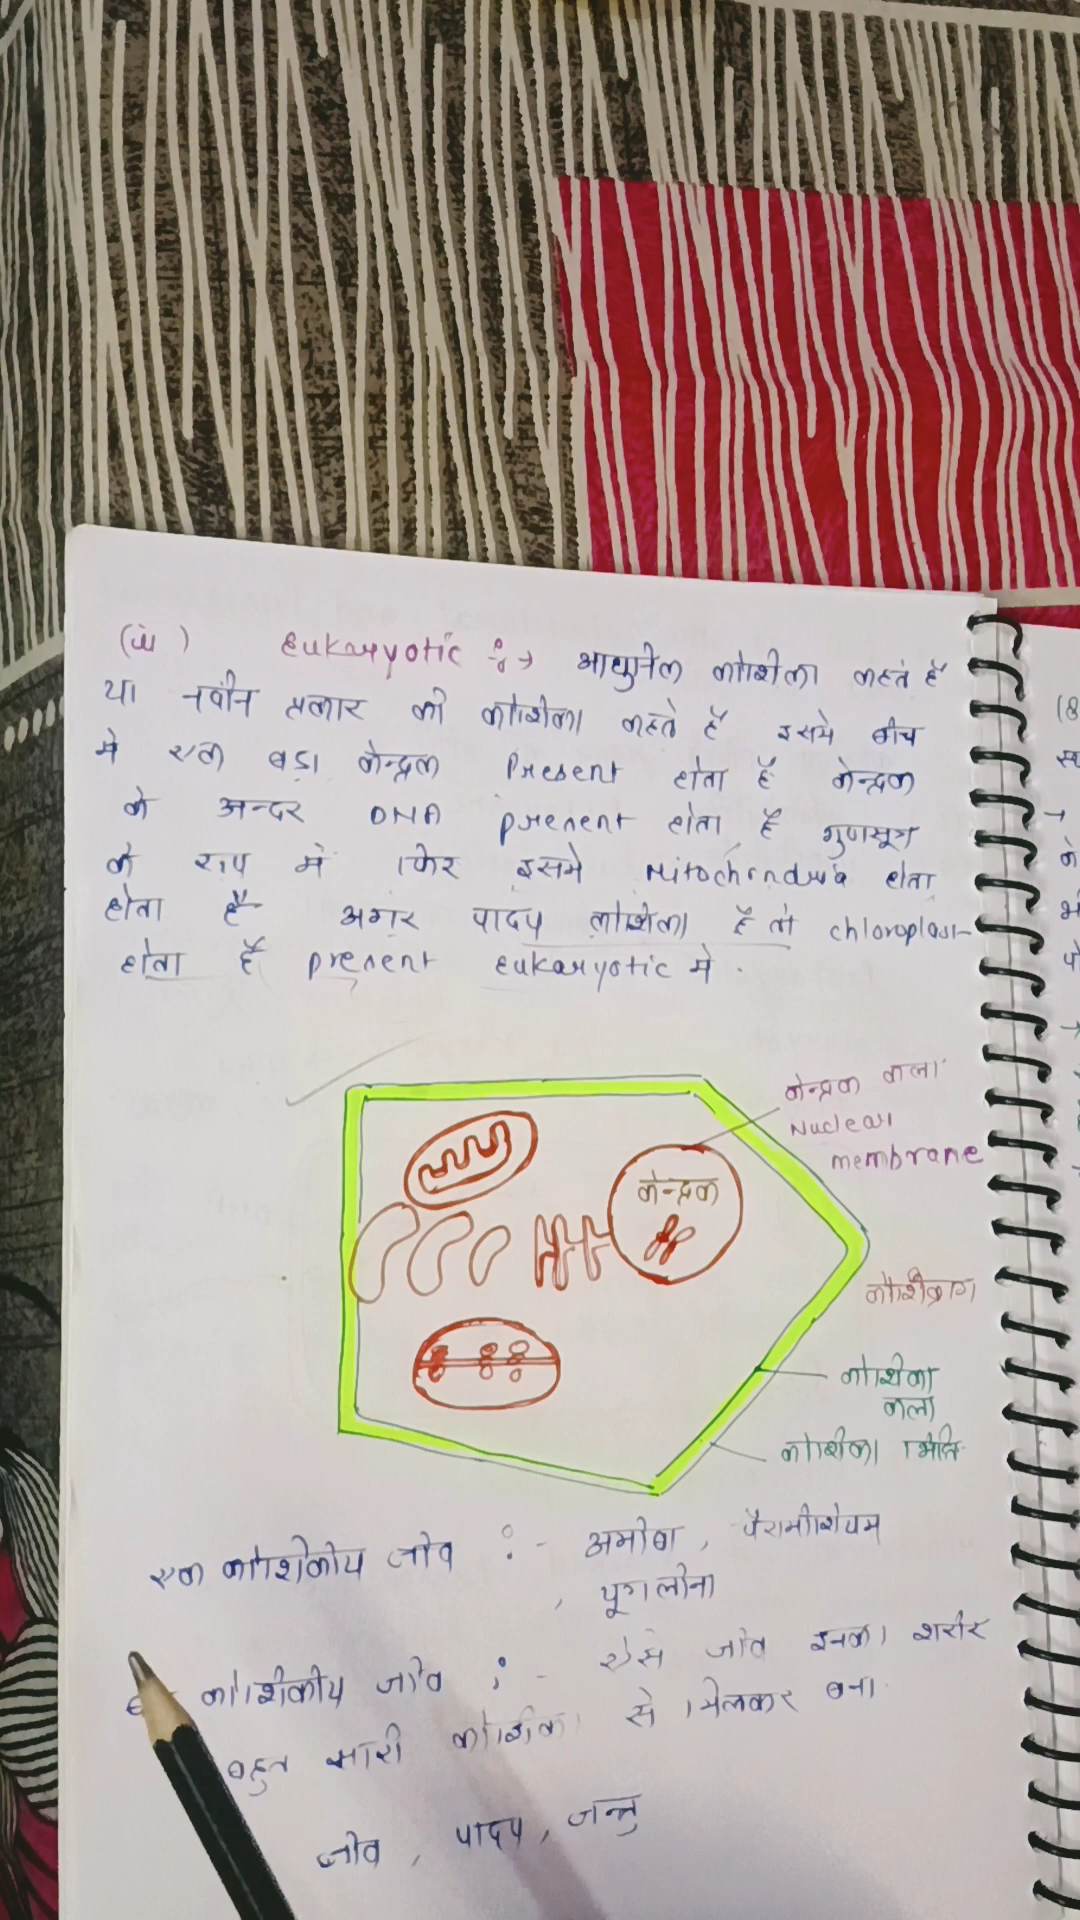 (iii) Eukaryotic :→ आधुनिक कोशिका कहते हैं
या नवीन प्रकार की कोशिका कहते हैं इसमे बीच
मे एक बड़ा केन्द्रक Present होता है केन्द्रक
के अन्दर DNA present होता है गुणसूत्र
के रूप में फिर इसमे Mitochondria होता
होता है अगर पादप कोशिका है तो chloroplast
होता है present eukaryotic मे .
केन्द्रक कला
Nuclear
membrane
केन्द्रक
कोशिकांग
कोशिका
कला
कोशिका भित्ति
एक कोशिकीय जीव :- अमीबा , पैरामीशियम
, यूग्लीना
कोशिकीय जीव :- ऐसे जीव इनका शरीर
बहुत सारी कोशिका से मिलकर बना
जीव , पादप , जन्तु